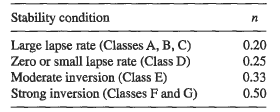 Stability condition n
Large lapse rate (Classes A, B, C) 0.20
Zero or small lapse rate (Class D) 0.25
Moderate inversion (Class E) 0.33
Strong inversion (Classes F and G) 0.50